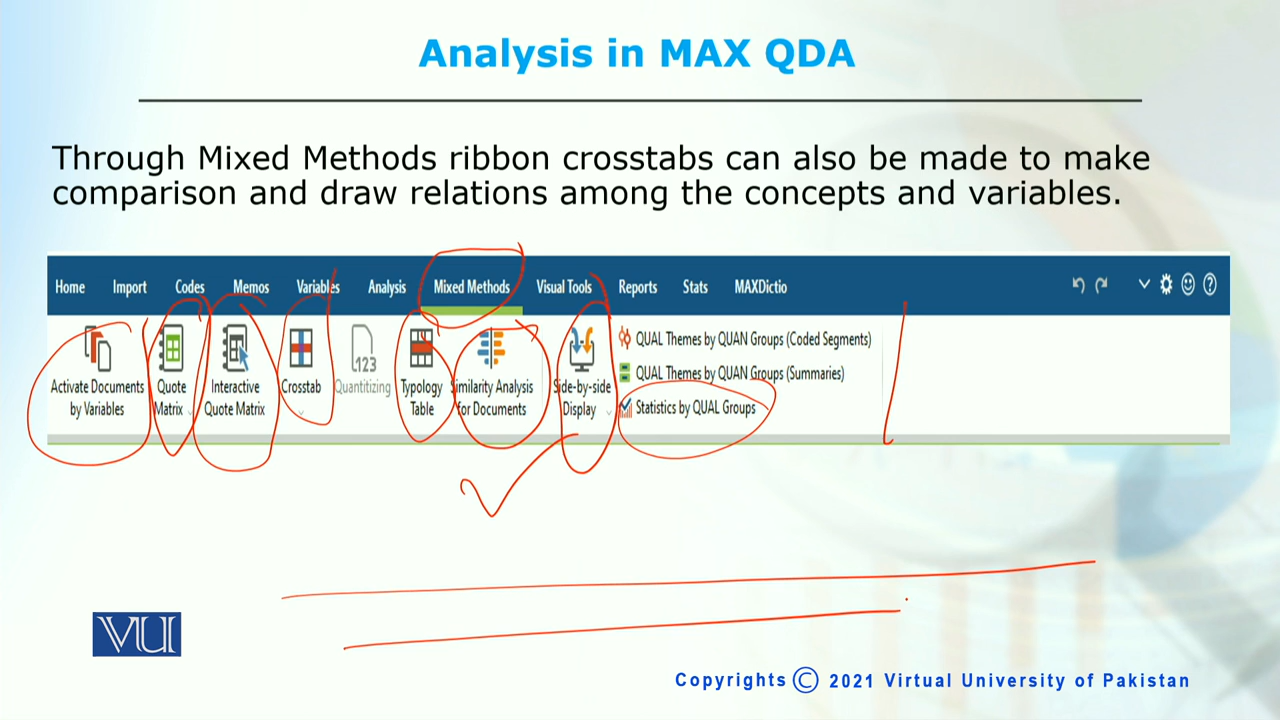 Analysis in MAX QDA
Through Mixed Methods ribbon crosstabs can also be made to make
comparison and draw relations among the concepts and variables.
Home Import Codes Memos Variables Analysis Mixed Methods Visual Tools Reports Stats MAXDictio
Activate Documents
by Variables
Quote
Matrix
Interactive
Quote Matrix
Crosstab
123
Quantitizing
Typology
Table
Similarity Analysis
for Documents
Side-by-side
Display
QUAL Themes by QUAN Groups (Coded Segments)
QUAL Themes by QUAN Groups (Summaries)
Statistics by QUAL Groups
VU
Copyrights © 2021 Virtual University of Pakistan